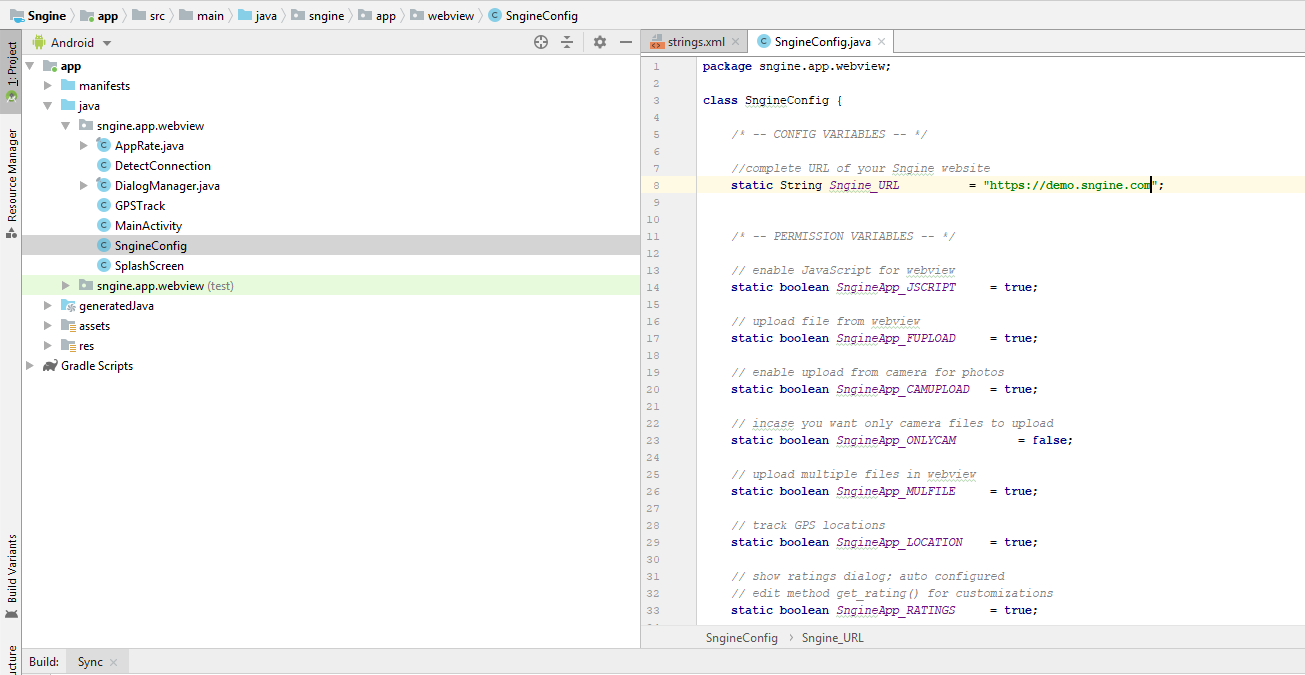 Sngine app src main java sngine app webview SngineConfig
Android
strings.xml
SngineConfig.java
1: Project
Resource Manager
Build Variants
ucture
app
manifests
java
sngine.app.webview
AppRate.java
DetectConnection
DialogManager.java
GPSTrack
MainActivity
SngineConfig
SplashScreen
sngine.app.webview (test)
generatedJava
assets
res
Gradle Scripts
1 package sngine.app.webview;
2
3 class SngineConfig {
4
5 /* -- CONFIG VARIABLES -- */
6
7 //complete URL of your Sngine website
8 static String Sngine_URL = "https://demo.sngine.com";
9
10
11 /* -- PERMISSION VARIABLES -- */
12
13 // enable JavaScript for webview
14 static boolean SngineApp_JSCRIPT = true;
15
16 // upload file from webview
17 static boolean SngineApp_FUPLOAD = true;
18
19 // enable upload from camera for photos
20 static boolean SngineApp_CAMUPLOAD = true;
21
22 // incase you want only camera files to upload
23 static boolean SngineApp_ONLYCAM = false;
24
25 // upload multiple files in webview
26 static boolean SngineApp_MULFILE = true;
27
28 // track GPS locations
29 static boolean SngineApp_LOCATION = true;
30
31 // show ratings dialog; auto configured
32 // edit method get_rating() for customizations
33 static boolean SngineApp_RATINGS = true;
SngineConfig Sngine_URL
Build: Sync